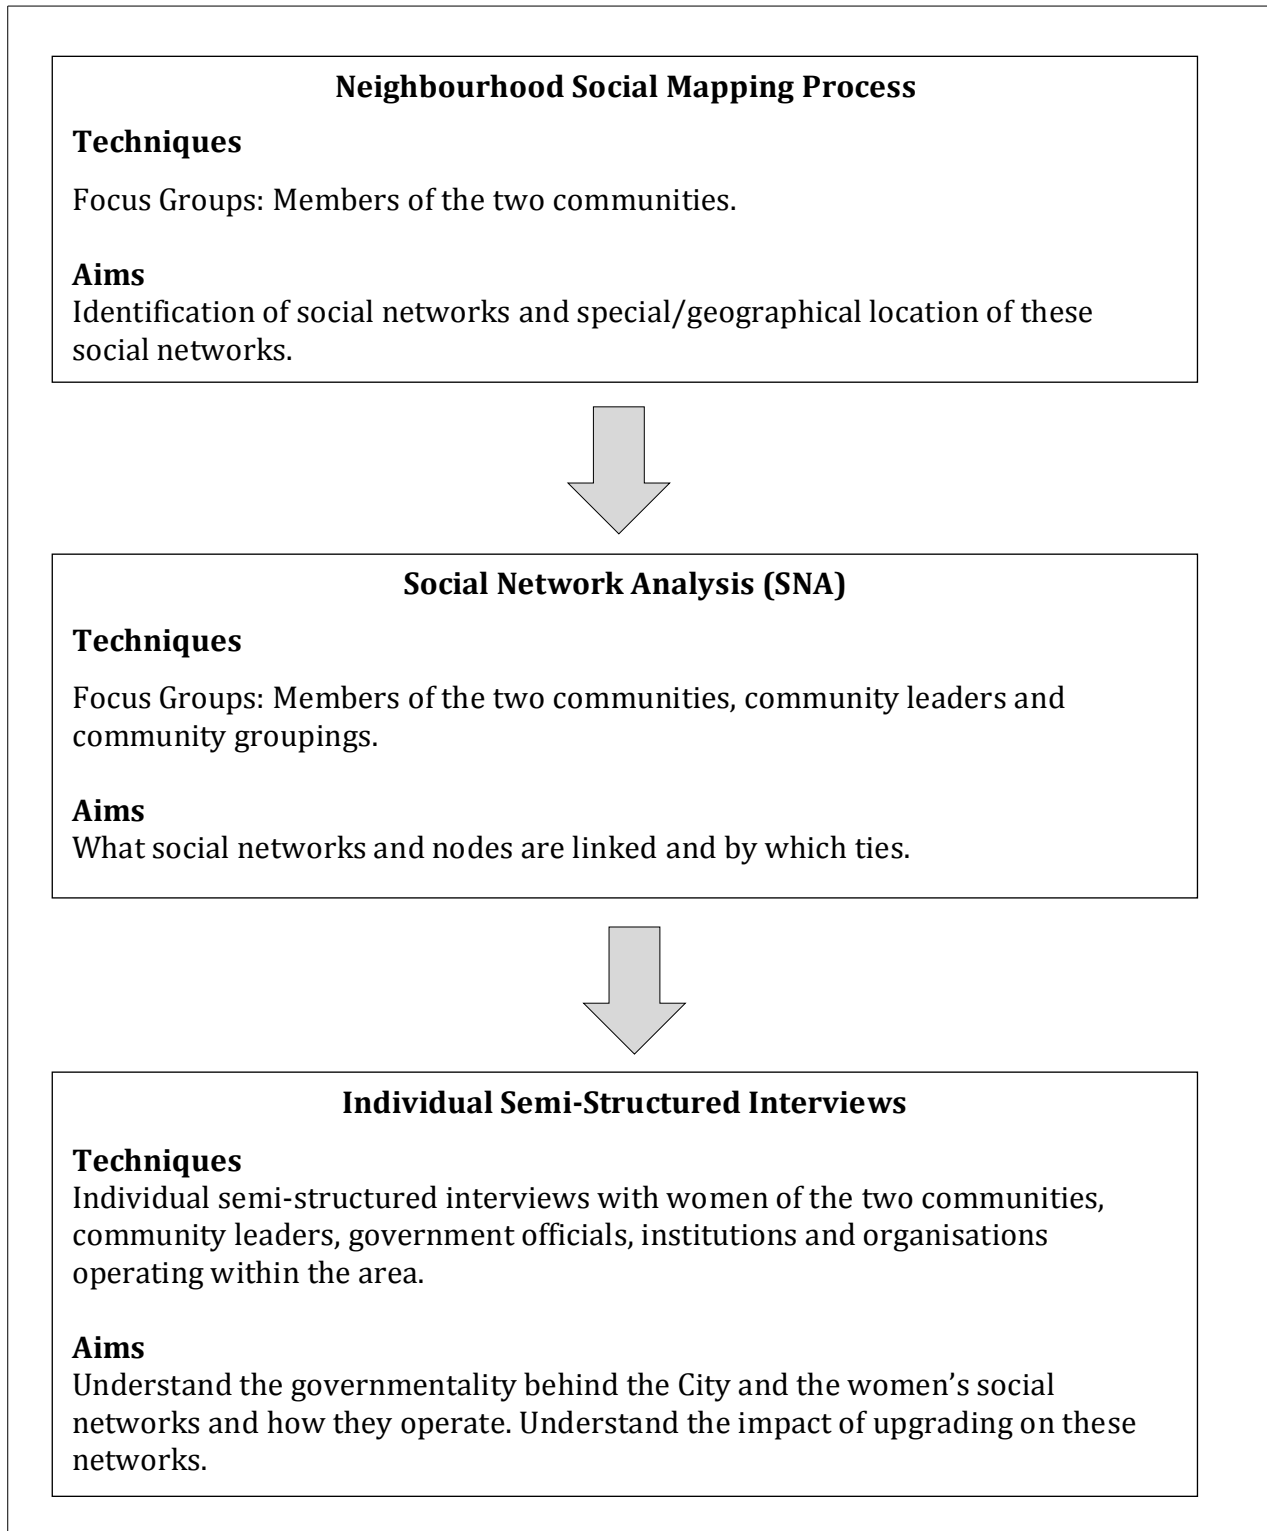 Neighbourhood Social Mapping Process
Techniques
Focus Groups: Members of the two communities.
Aims
Identification of social networks and special/geographical location of these
social networks.
Social Network Analysis (SNA)
Techniques
Focus Groups: Members of the two communities, community leaders and
community groupings.
Aims
What social networks and nodes are linked and by which ties.
Individual Semi-Structured Interviews
Techniques
Individual semi-structured interviews with women of the two communities,
community leaders, government officials, institutions and organisations
operating within the area.
Aims
Understand the governmentality behind the City and the women’s social
networks and how they operate. Understand the impact of upgrading on these
networks.